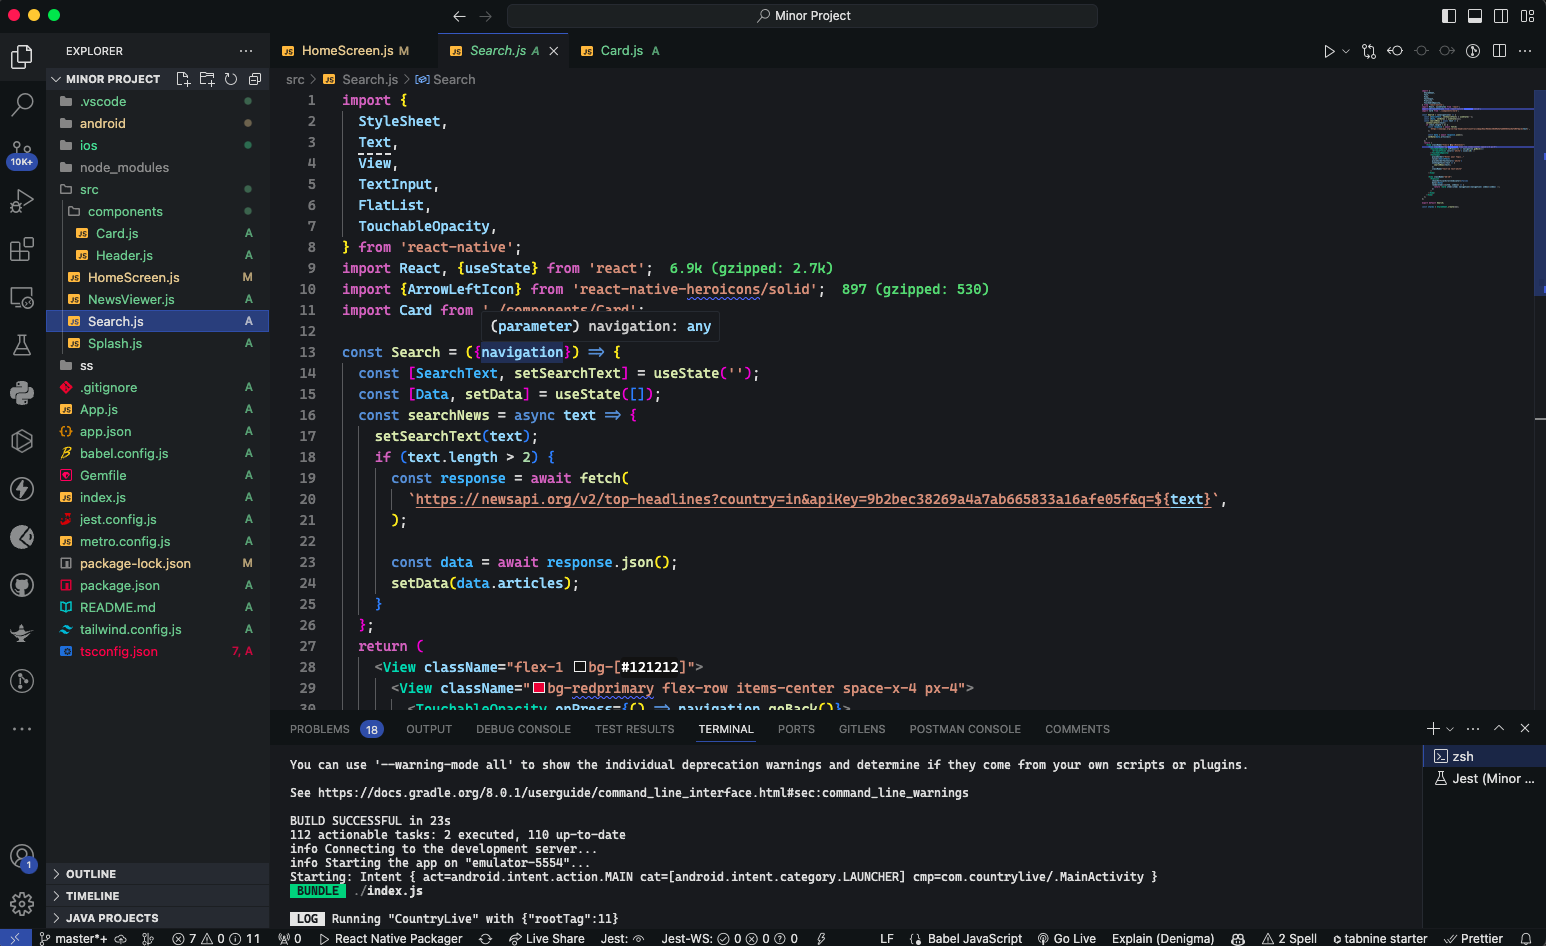 Minor Project
EXPLORER
HomeScreen.js M
Search.js A
Card.js A
MINOR PROJECT
src > Search.js > Search
.vscode
android
ios
node_modules
src
components
Card.js A
Header.js A
HomeScreen.js M
NewsViewer.js A
Search.js A
Splash.js A
ss
.gitignore A
App.js A
app.json A
babel.config.js A
Gemfile A
index.js A
jest.config.js A
metro.config.js A
package-lock.json M
package.json A
README.md A
tailwind.config.js A
tsconfig.json 7, A
OUTLINE
TIMELINE
JAVA PROJECTS
10K+
1
1 import {
2 StyleSheet,
3 Text,
4 View,
5 TextInput,
6 FlatList,
7 TouchableOpacity,
8 } from 'react-native';
9 import React, {useState} from 'react'; 6.9k (gzipped: 2.7k)
10 import {ArrowLeftIcon} from 'react-native-heroicons/solid'; 897 (gzipped: 530)
11 import Card from './components/Card';
(parameter) navigation: any
12
13 const Search = ({navigation}) => {
14 const [SearchText, setSearchText] = useState('');
15 const [Data, setData] = useState([]);
16 const searchNews = async text => {
17 setSearchText(text);
18 if (text.length > 2) {
19 const response = await fetch(
20 `https://newsapi.org/v2/top-headlines?country=in&apiKey=9b2bec38269a4a7ab665833a16afe05f&q=${text}`,
21 );
22
23 const data = await response.json();
24 setData(data.articles);
25 }
26 };
27 return (
28 <View className="flex-1 bg-[#121212]">
29 <View className="bg-redprimary flex-row items-center space-x-4 px-4">
30 <TouchableOpacity onPress={() => navigation.goBack()}>
PROBLEMS 18 OUTPUT DEBUG CONSOLE TEST RESULTS TERMINAL PORTS GITLENS POSTMAN CONSOLE COMMENTS
You can use '--warning-mode all' to show the individual deprecation warnings and determine if they come from your own scripts or plugins.
See https://docs.gradle.org/8.0.1/userguide/command_line_interface.html#sec:command_line_warnings
BUILD SUCCESSFUL in 23s
112 actionable tasks: 2 executed, 110 up-to-date
info Connecting to the development server...
info Starting the app on "emulator-5554"...
Starting: Intent { act=android.intent.action.MAIN cat=[android.intent.category.LAUNCHER] cmp=com.countrylive/.MainActivity }
BUNDLE ./index.js
LOG Running "CountryLive" with {"rootTag":11}
zsh
Jest (Minor ...
master*+ 7 0 11 0 React Native Packager Live Share Jest: Jest-WS: 0 0 0 LF Babel JavaScript Go Live Explain (Denigma) 2 Spell tabnine starter Prettier